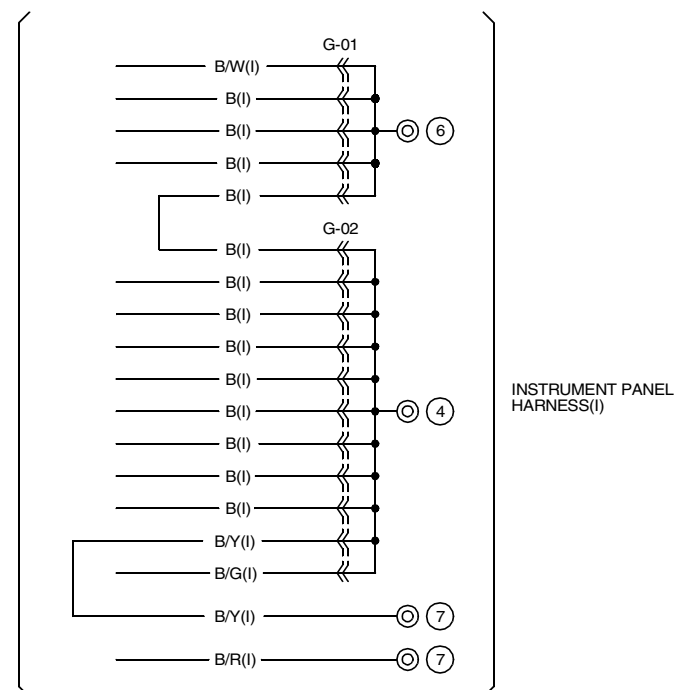 G-01
B/W(I)
B(I)
B(I)
6
B(I)
B(I)
G-02
B(I)
B(I)
B(I)
B(I)
B(I)
B(I)
4
B(I)
B(I)
B(I)
B/Y(I)
B/G(I)
B/Y(I)
7
B/R(I)
7
INSTRUMENT PANEL
HARNESS(I)